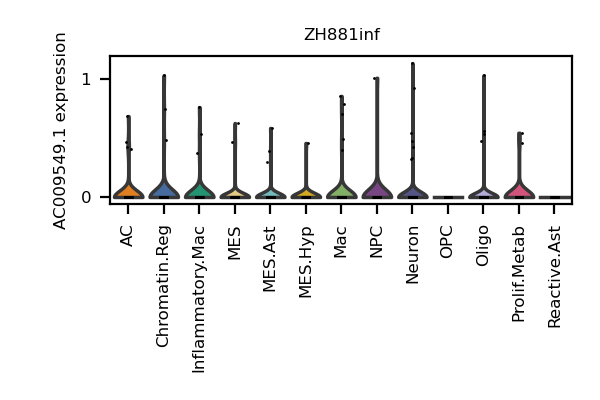 ZH881inf
AC009549.1 expression
1
0
AC
Chromatin.Reg
Inflammatory.Mac
MES
MES.Ast
MES.Hyp
Mac
NPC
Neuron
OPC
Oligo
Prolif.Metab
Reactive.Ast